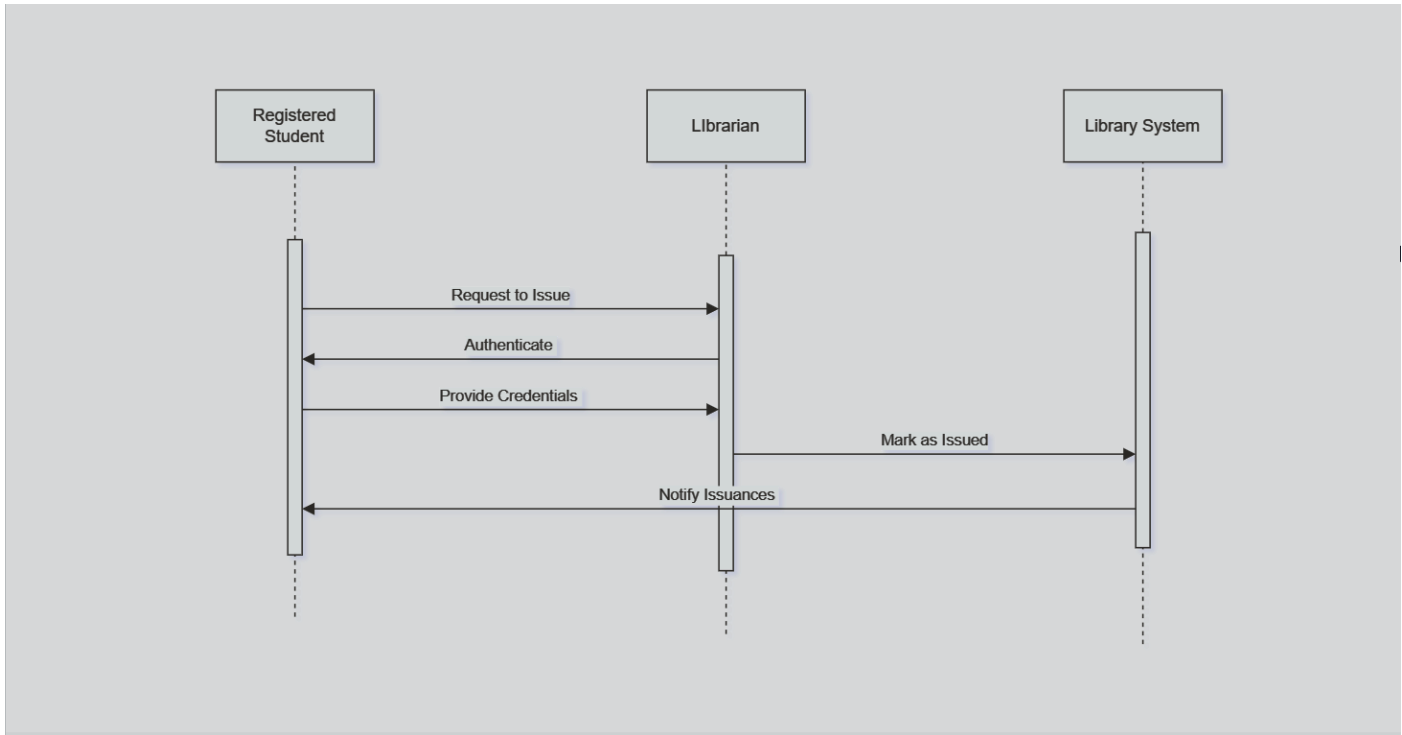 Registered
Student
LIbrarian
Library System
Request to Issue
Authenticate
Provide Credentials
Mark as Issued
Notify Issuances